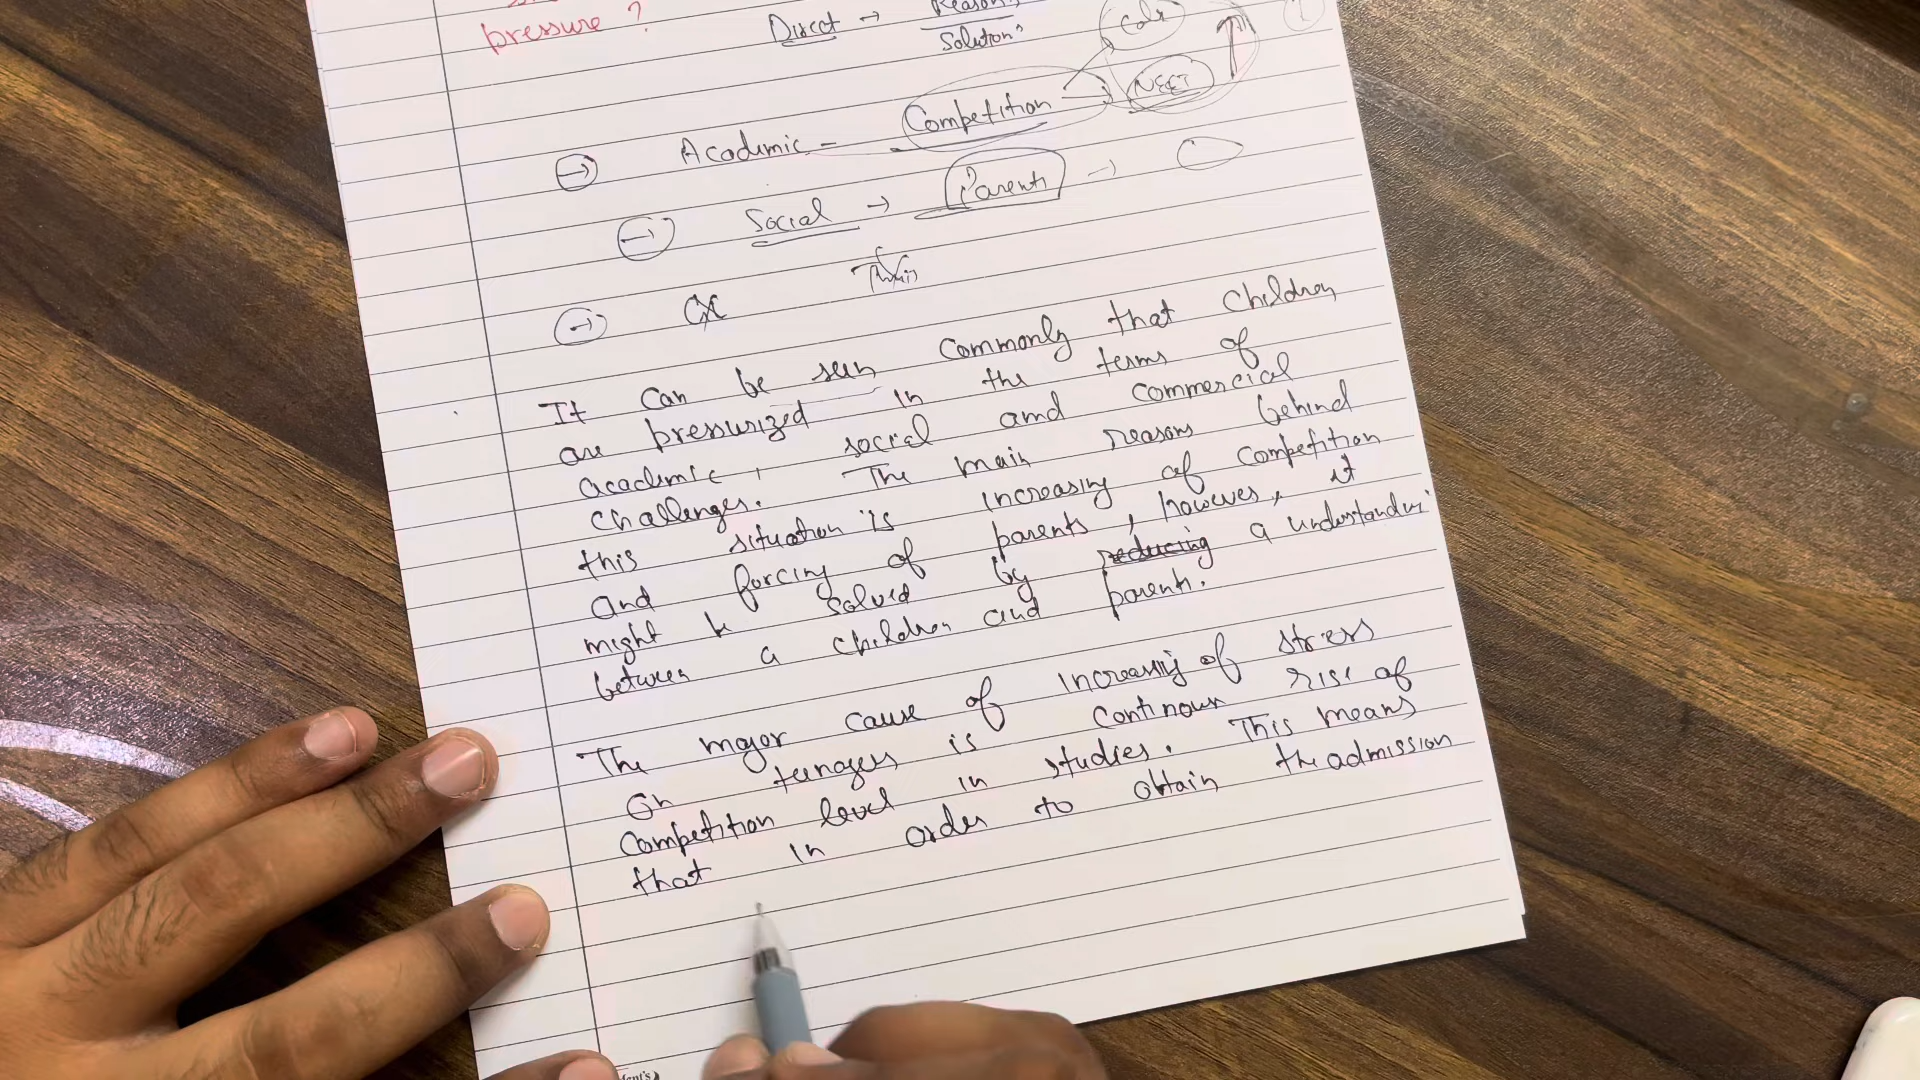 pressure ?
Direct → Reasons
Solutions
Cols
NEET
→ Academic - Competition →
→ Social → Parents →
→
It can be seen commonly that children
are pressurized in the terms of
academic, social and commercial
challenges. The main reasons behind
this situation is increasing of competition
and forcing of parents, however, it
might be solved by reducing a understandi
between a children and parents.
The major cause of increasing of stress
on teenagers is continous rise of
competition level in studies. This means
that in order to obtain the admission